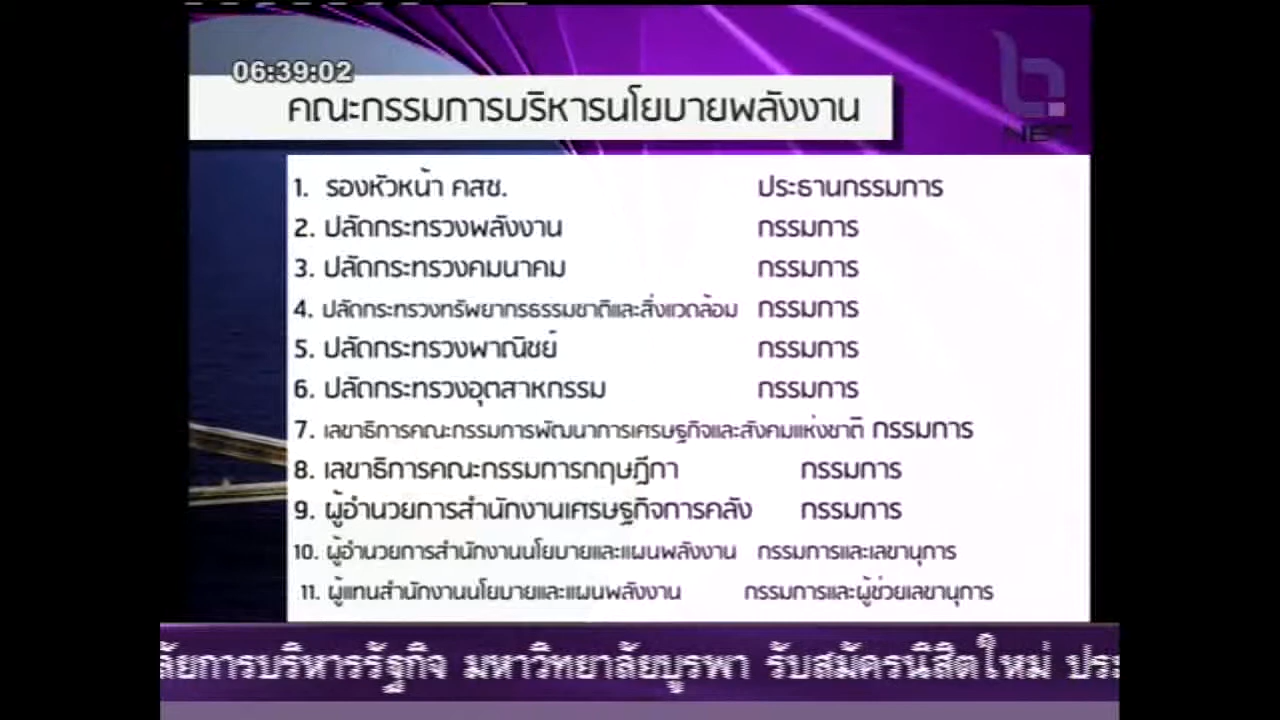 06:39:02
คณะกรรมการบริหารนโยบายพลังงาน
1. รองหัวหน้า คสช. ประธานกรรมการ
2. ปลัดกระทรวงพลังงาน กรรมการ
3. ปลัดกระทรวงคมนาคม กรรมการ
4. ปลัดกระทรวงทรัพยากรธรรมชาติและสิ่งแวดล้อม กรรมการ
5. ปลัดกระทรวงพาณิชย์ กรรมการ
6. ปลัดกระทรวงอุตสาหกรรม กรรมการ
7. เลขาธิการคณะกรรมการพัฒนาการเศรษฐกิจและสังคมแห่งชาติ กรรมการ
8. เลขาธิการคณะกรรมการกฤษฎีกา กรรมการ
9. ผู้อำนวยการสำนักงานเศรษฐกิจการคลัง กรรมการ
10. ผู้อำนวยการสำนักงานนโยบายและแผนพลังงาน กรรมการและเลขานุการ
11. ผู้แทนสำนักงานนโยบายและแผนพลังงาน กรรมการและผู้ช่วยเลขานุการ
ลัยการบริหารรัฐกิจ มหาวิทยาลัยบูรพา รับสมัครนิสิตใหม่ ประ